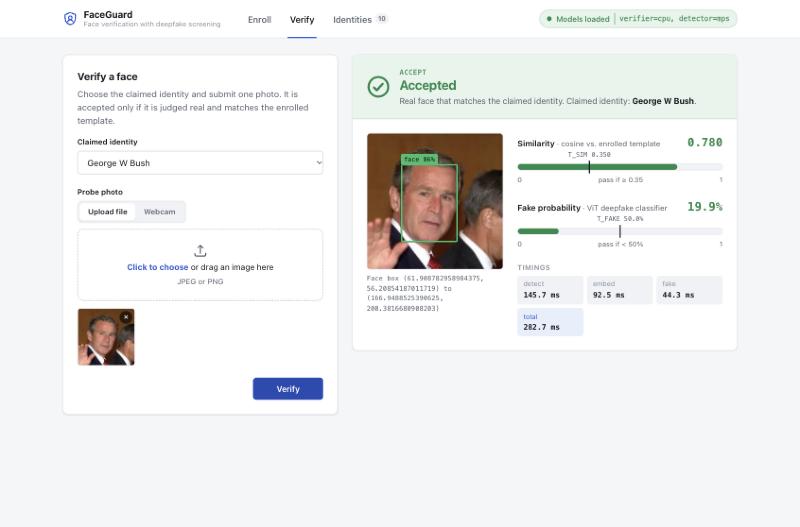 FaceGuard
Face verification with deepfake screening
Enroll
Verify
Identities 10
Models loaded | verifier=cpu, detector=mps
Verify a face
Choose the claimed identity and submit one photo. It is
accepted only if it is judged real and matches the enrolled
template.
Claimed identity
George W Bush
Probe photo
Upload file
Webcam
Click to choose or drag an image here
JPEG or PNG
Verify
ACCEPT
Accepted
Real face that matches the claimed identity. Claimed identity: George W Bush.
face 86%
Face box (61.908782958984375,
56.20854187011719) to
(166.9488525390625,
200.3816680908203)
Similarity · cosine vs. enrolled template 0.780
T_SIM 0.350
0 pass if ≥ 0.35 1
Fake probability · ViT deepfake classifier 19.9%
T_FAKE 50.0%
0 pass if < 50% 1
TIMINGS
detect
145.7 ms
embed
92.5 ms
fake
44.3 ms
total
282.7 ms